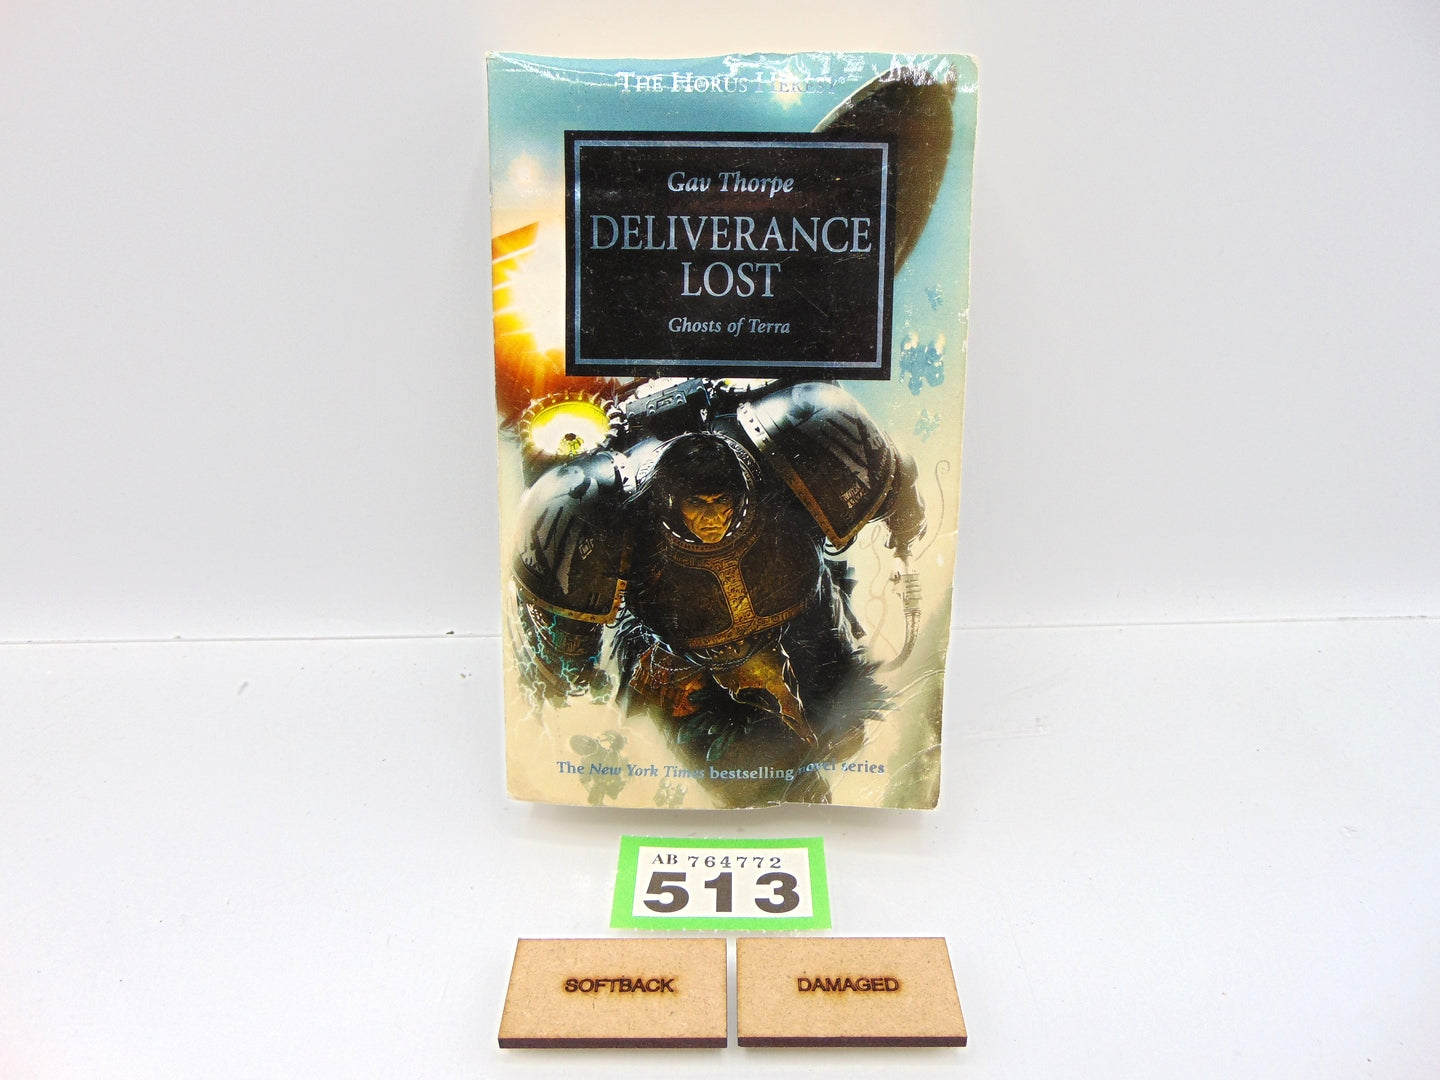 THE HORUS HERESY
Gav Thorpe
DELIVERANCE
LOST
Ghosts of Terra
The New York Times bestselling novel series
AB 764772
513
SOFTBACK
DAMAGED